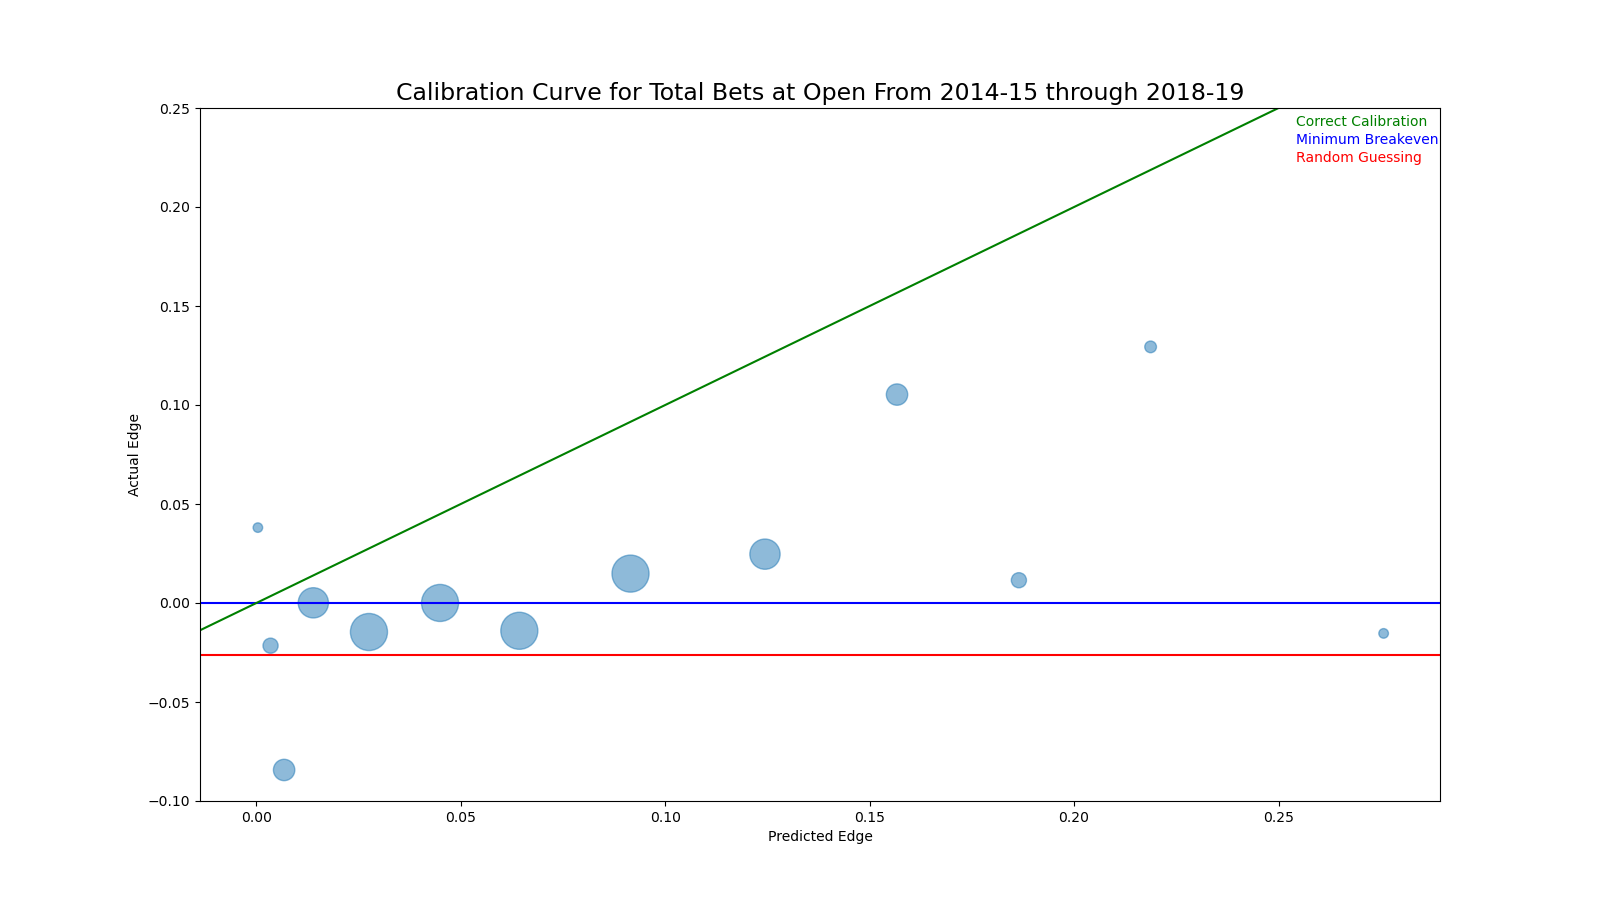 Calibration Curve for Total Bets at Open From 2014-15 through 2018-19
Correct Calibration
Minimum Breakeven
Random Guessing
0.25
0.20
0.15
0.10
0.05
0.00
−0.05
−0.10
Actual Edge
0.00 0.05 0.10 0.15 0.20 0.25
Predicted Edge